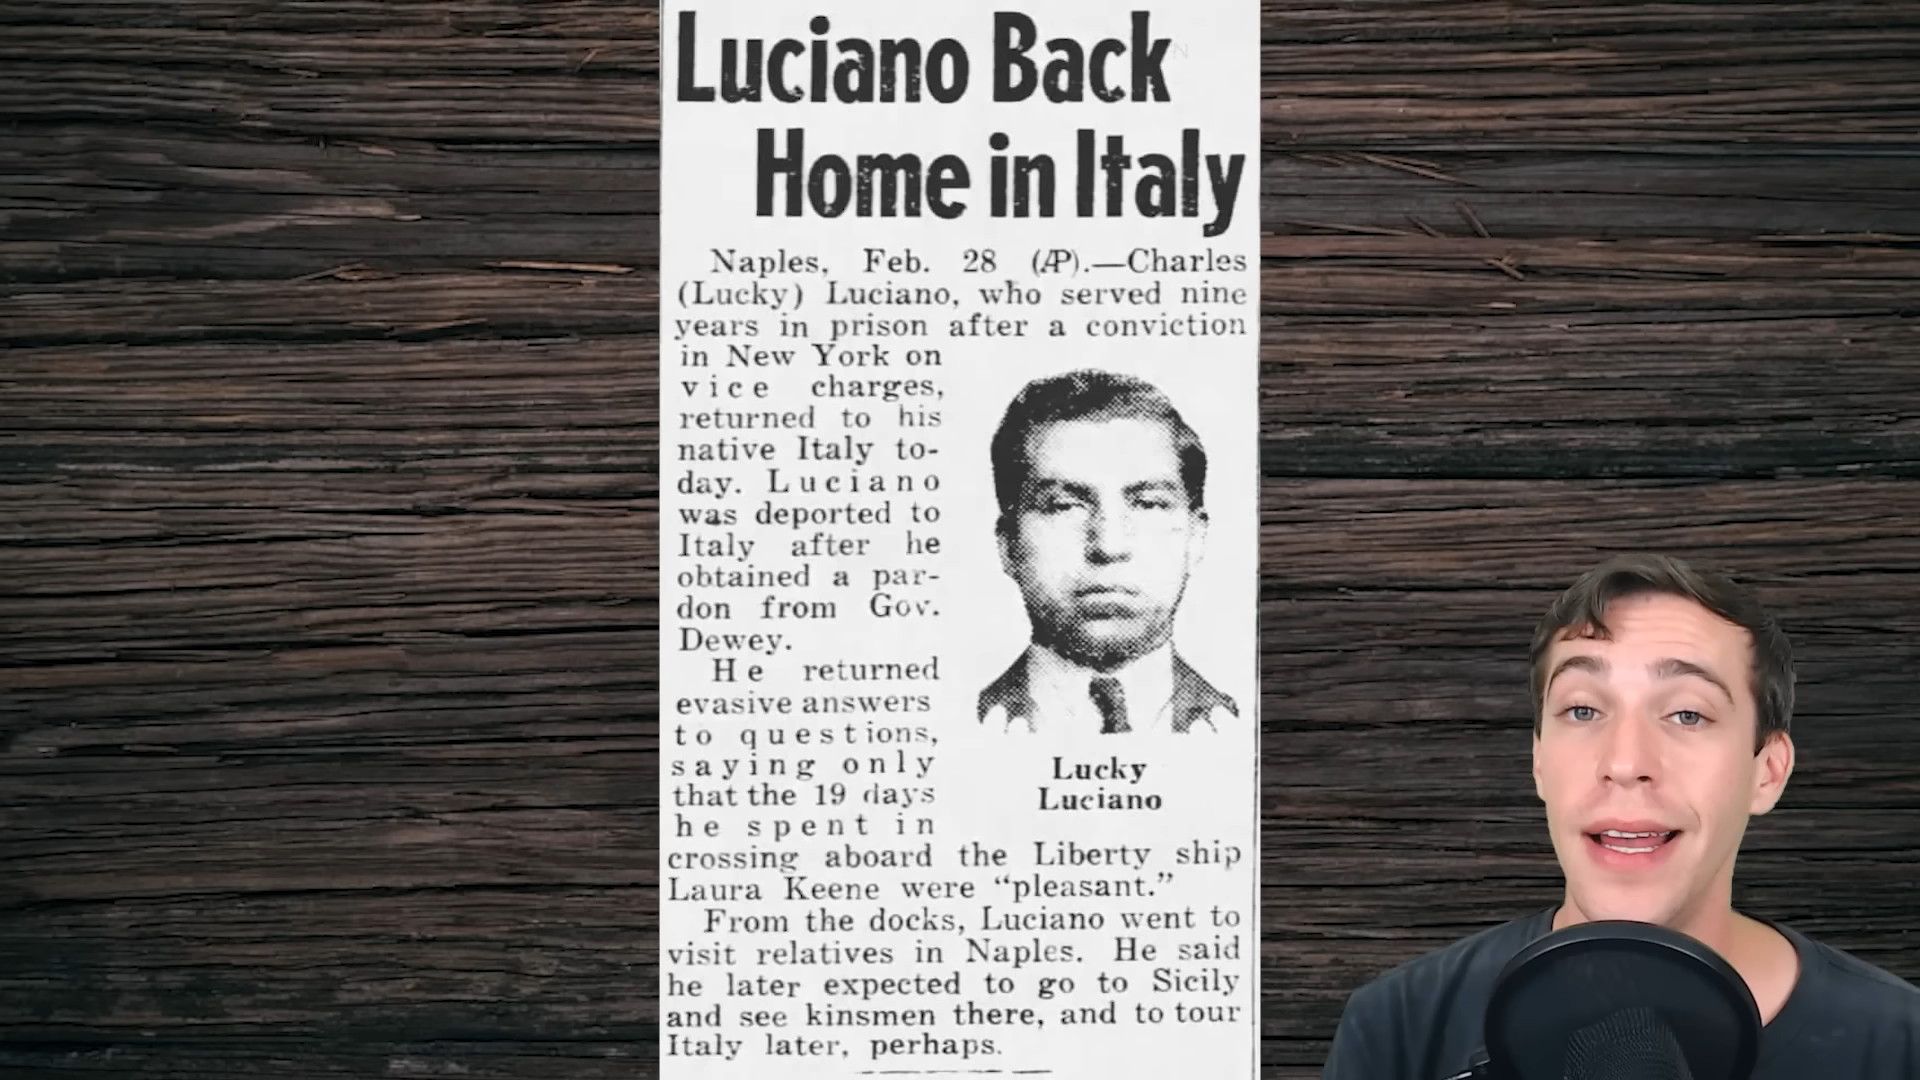 Luciano Back
Home in Italy
Naples, Feb. 28 (AP).—Charles
(Lucky) Luciano, who served nine
years in prison after a conviction
in New York on
vice charges,
returned to his
native Italy to-
day. Luciano
was deported to
Italy after he
obtained a par-
don from Gov.
Dewey.
He returned
evasive answers
to questions,
saying only
that the 19 days
he spent in
crossing aboard the Liberty ship
Laura Keene were “pleasant.”
From the docks, Luciano went to
visit relatives in Naples. He said
he later expected to go to Sicily
and see kinsmen there, and to tour
Italy later, perhaps.
Lucky
Luciano